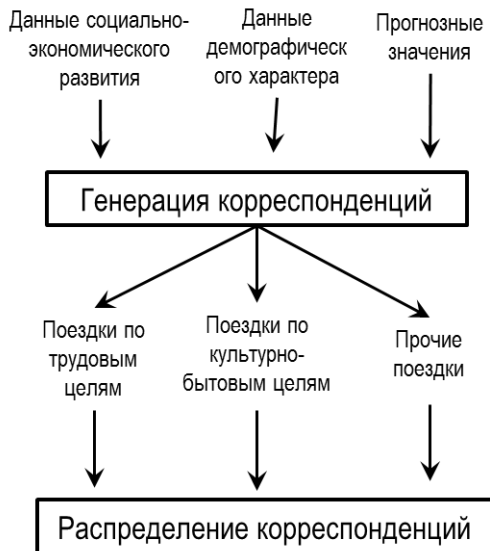 Данные социально-
экономического
развития
Данные
демографическ
ого характера
Прогнозные
значения
Генерация корреспонденций
Поездки по
трудовым
целям
Поездки по
культурно-
бытовым целям
Прочие
поездки
Распределение корреспонденций